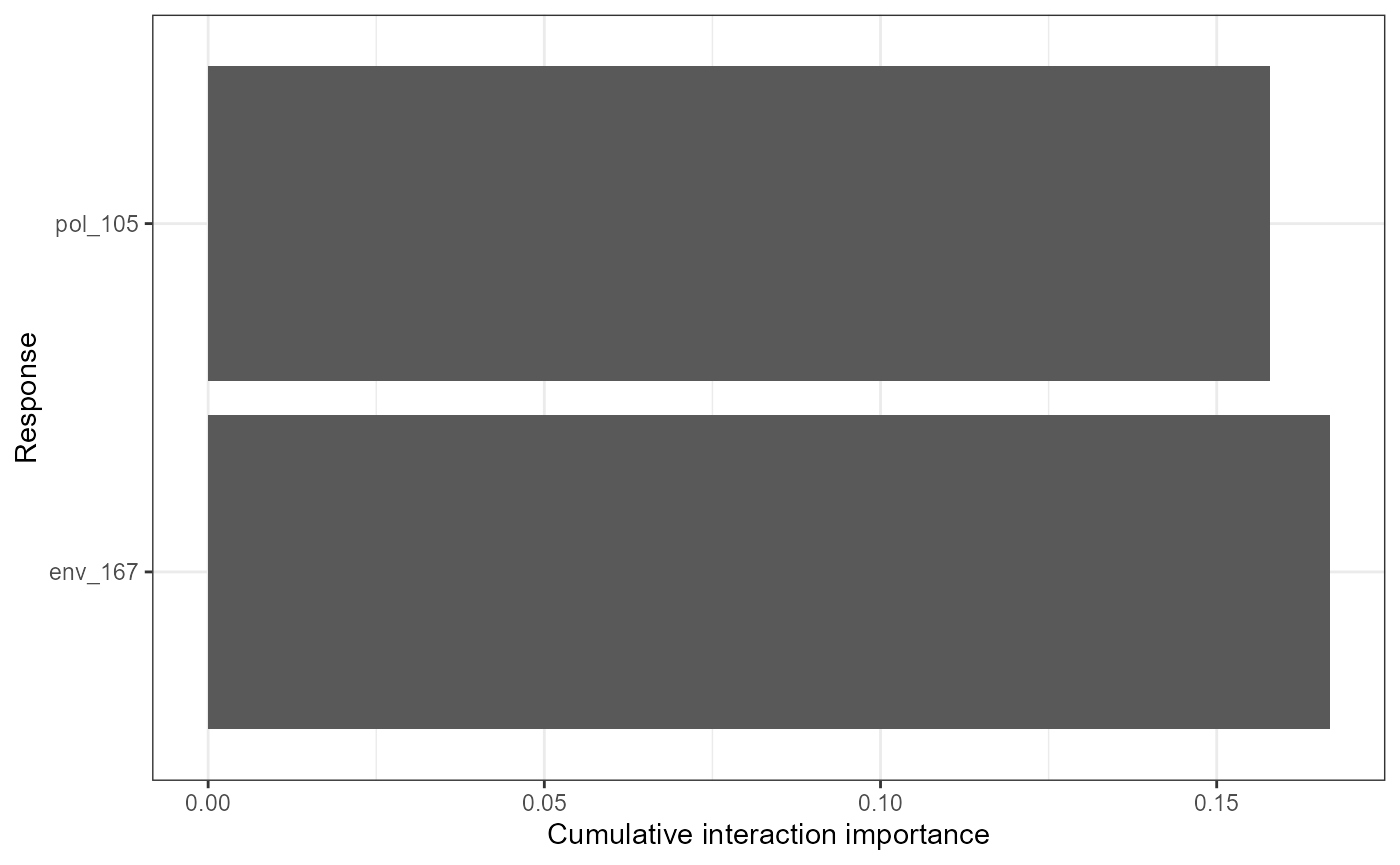 Response
pol_105
env_167
0.00
0.05
0.10
0.15
Cumulative interaction importance